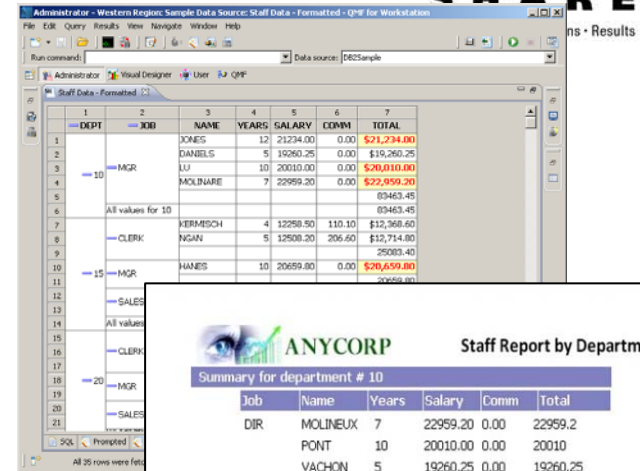 SHARE
Administrator - Western Region: Sample Data Source: Staff Data - Formatted - QMF for Workstation
File Edit Query Results View Navigate Window Help
ns • Results
Run command: Data source: DB2Sample
Administrator Visual Designer User QMF
Staff Data - Formatted
1 2 3 4 5 6 7
DEPT JOB NAME YEARS SALARY COMM TOTAL
1 JONES 12 21234.00 0.00 $21,234.00
2 DANIELS 5 19260.25 0.00 $19,260.25
3 10 MGR LU 10 20010.00 0.00 $20,010.00
4 MOLINARE 7 22959.20 0.00 $22,959.20
5 83463.45
6 All values for 10 83463.45
7 KERMISCH 4 12258.50 110.10 $12,368.60
8 CLERK NGAN 5 12508.20 206.60 $12,714.80
9 25083.40
10 15 MGR HANES 10 20659.80 0.00 $20,659.80
11 20659.80
12 SALES
13
14 All values
15
16 CLERK
17
18 20 MGR
19
20 SALES
21
SQL Prompted
All 35 rows were fetc
ANYCORP Staff Report by Departm
Summary for department # 10
Job Name Years Salary Comm Total
DIR MOLINEUX 7 22959.20 0.00 22959.2
PONT 10 20010.00 0.00 20010
VACHON 5 19260.25 0.00 19260.25